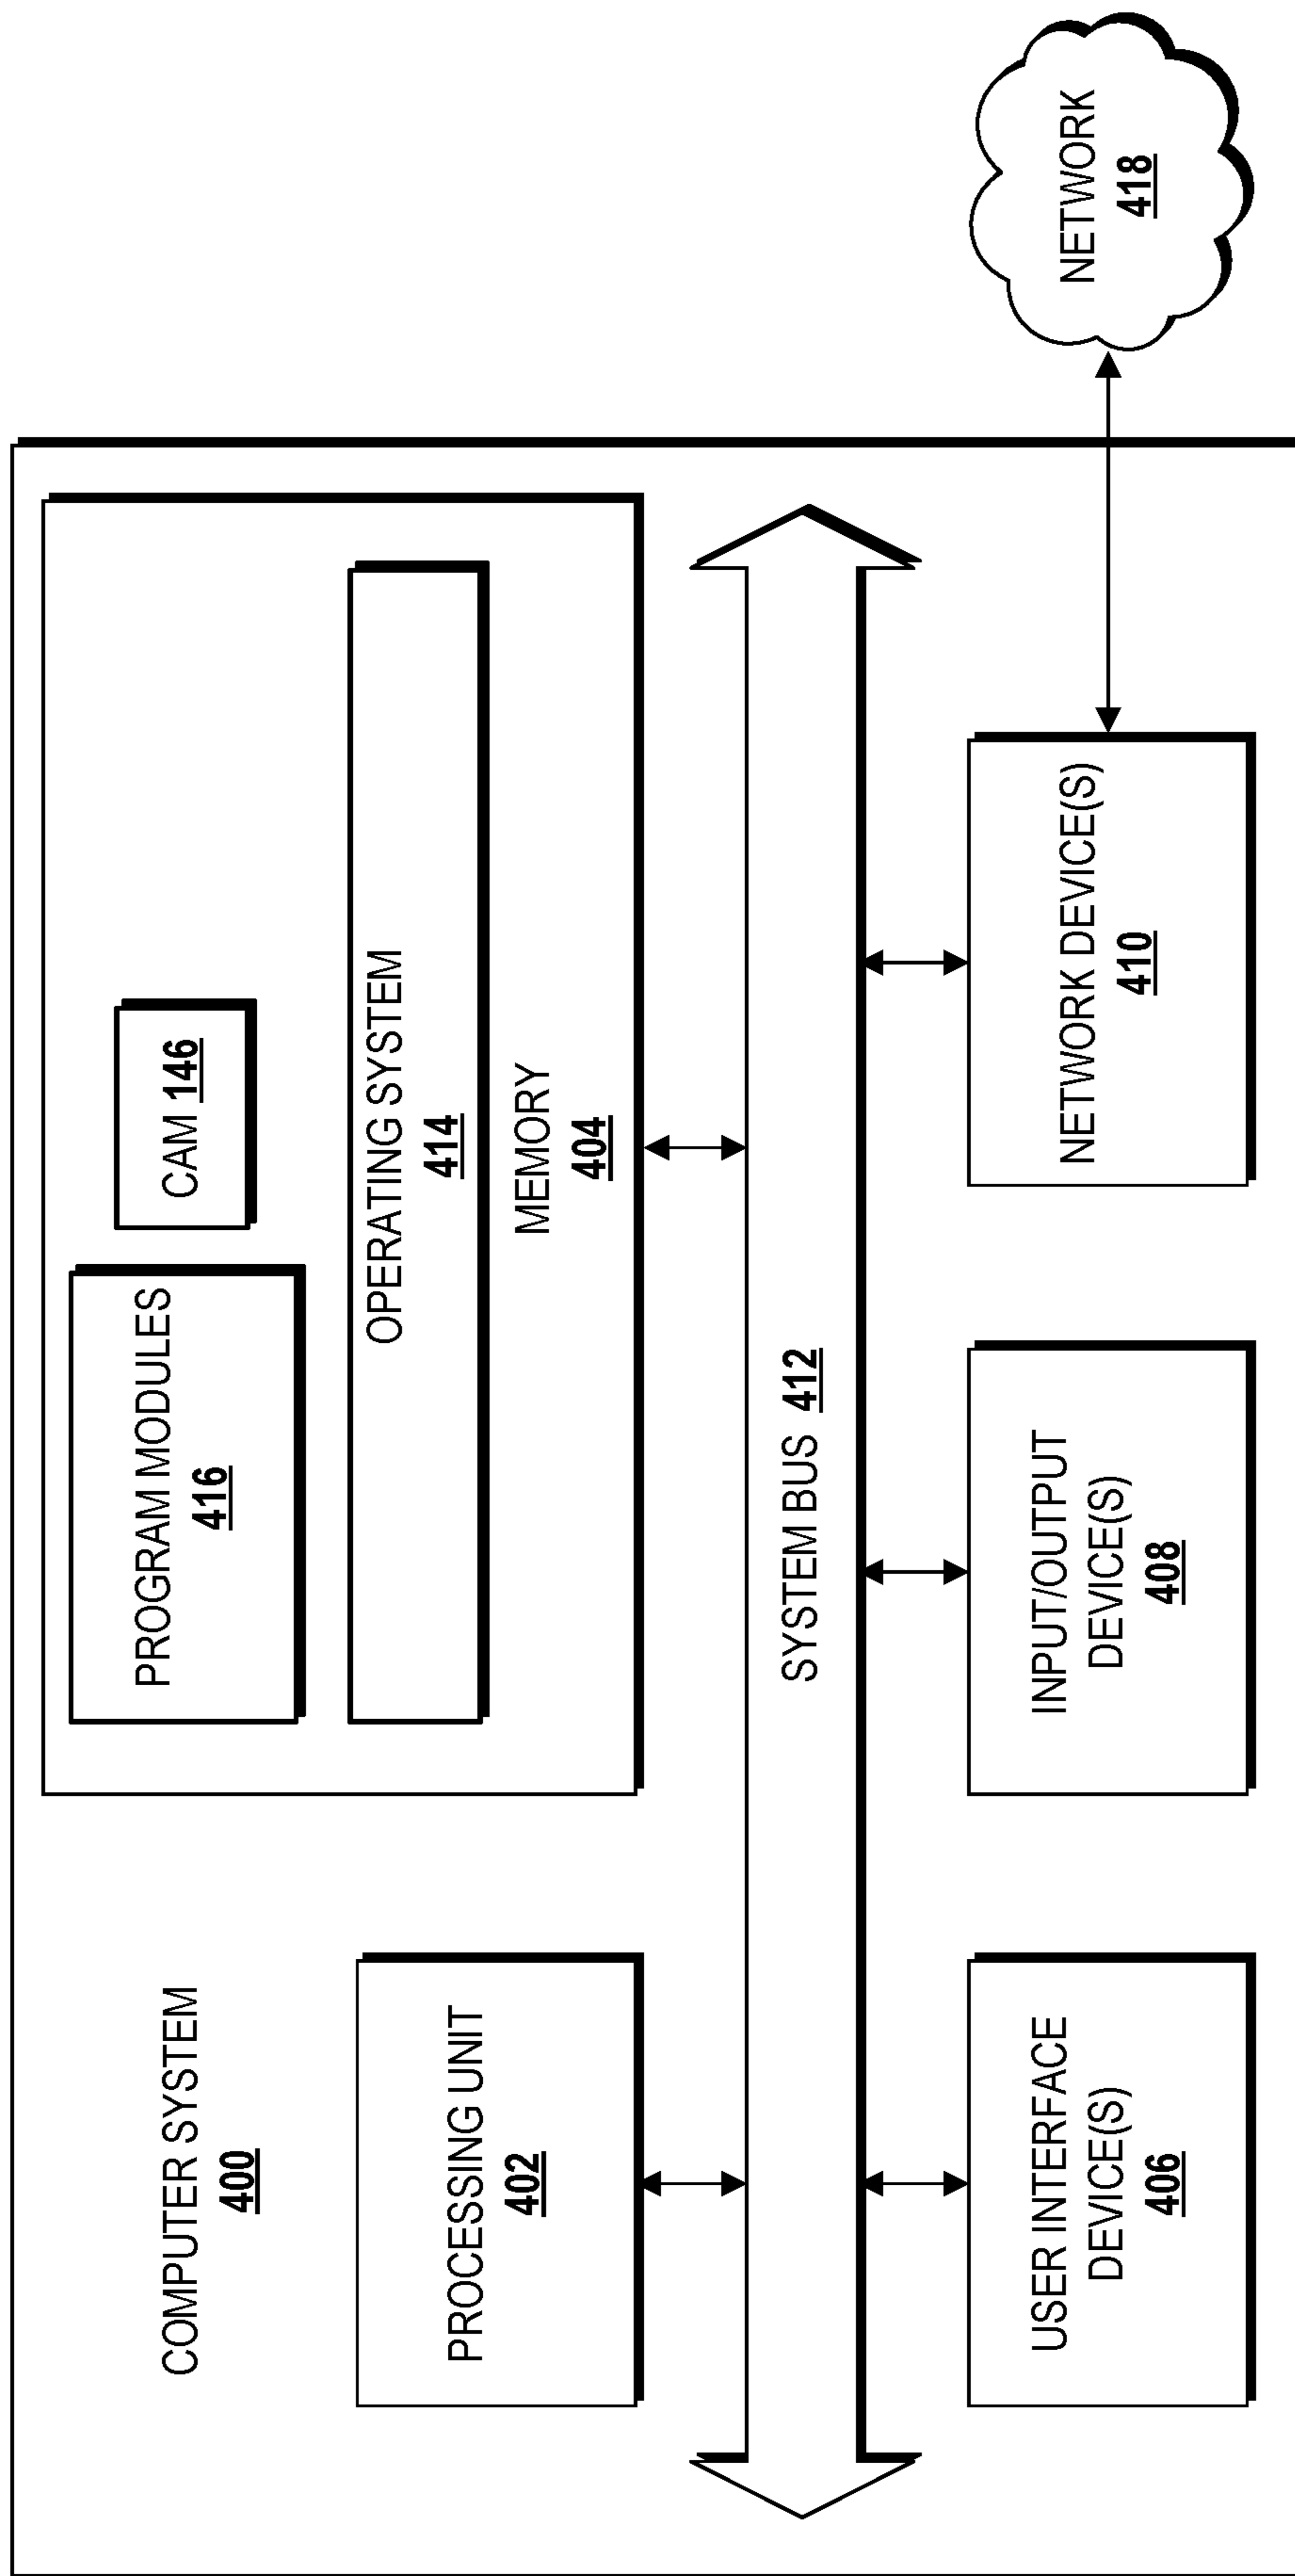 COMPUTER SYSTEM
400
PROCESSING UNIT
402
PROGRAM MODULES
416
CAM 146
OPERATING SYSTEM
414
MEMORY
404
SYSTEM BUS 412
USER INTERFACE
DEVICE(S)
406
INPUT/OUTPUT
DEVICE(S)
408
NETWORK DEVICE(S)
410
NETWORK
418